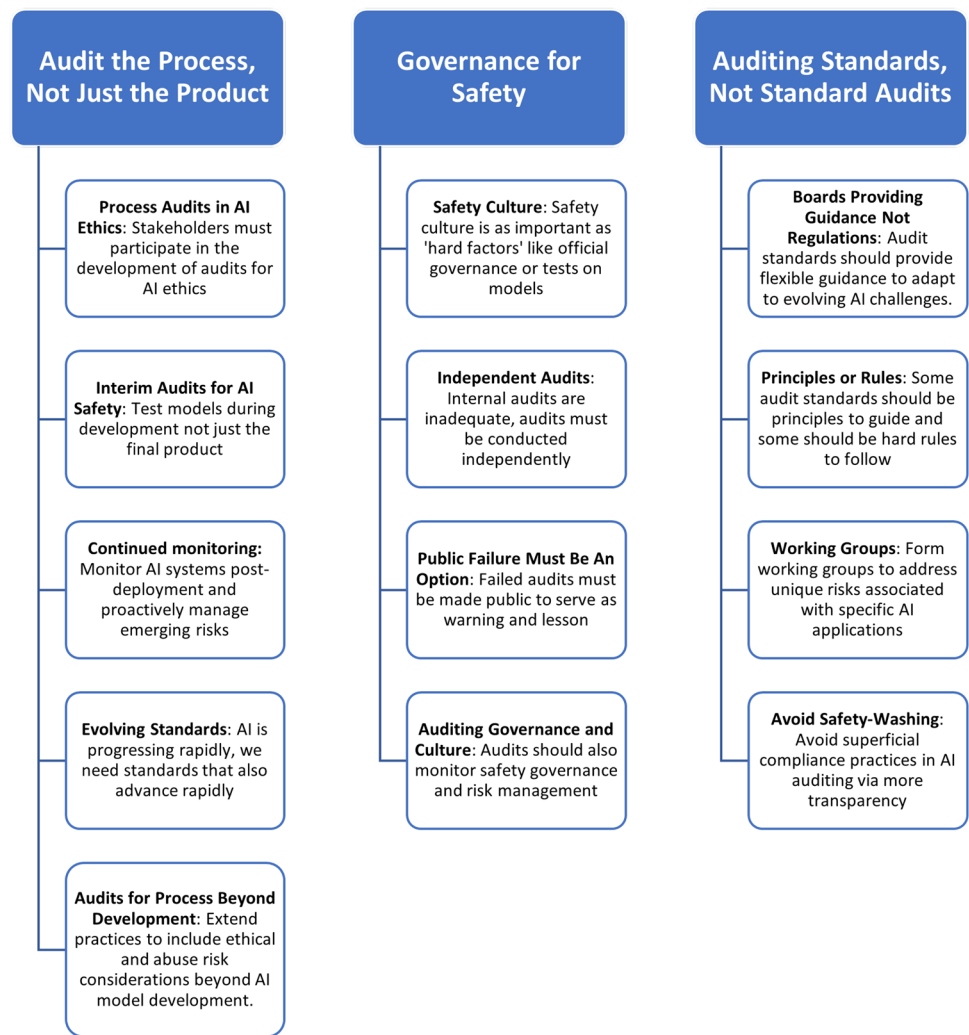 Audit the Process,
Not Just the Product
Process Audits in AI
Ethics: Stakeholders must
participate in the
development of audits for
AI ethics
Interim Audits for AI
Safety: Test models during
development not just the
final product
Continued monitoring:
Monitor AI systems post-
deployment and
proactively manage
emerging risks
Evolving Standards: AI is
progressing rapidly, we
need standards that also
advance rapidly
Audits for Process Beyond
Development: Extend
practices to include ethical
and abuse risk
considerations beyond AI
model development.
Governance for
Safety
Safety Culture: Safety
culture is as important as
'hard factors' like official
governance or tests on
models
Independent Audits:
Internal audits are
inadequate, audits must
be conducted
independently
Public Failure Must Be An
Option: Failed audits must
be made public to serve as
warning and lesson
Auditing Governance and
Culture: Audits should also
monitor safety governance
and risk management
Auditing Standards,
Not Standard Audits
Boards Providing
Guidance Not
Regulations: Audit
standards should provide
flexible guidance to adapt
to evolving AI challenges.
Principles or Rules: Some
audit standards should be
principles to guide and
some should be hard rules
to follow
Working Groups: Form
working groups to address
unique risks associated
with specific AI
applications
Avoid Safety-Washing:
Avoid superficial
compliance practices in AI
auditing via more
transparency